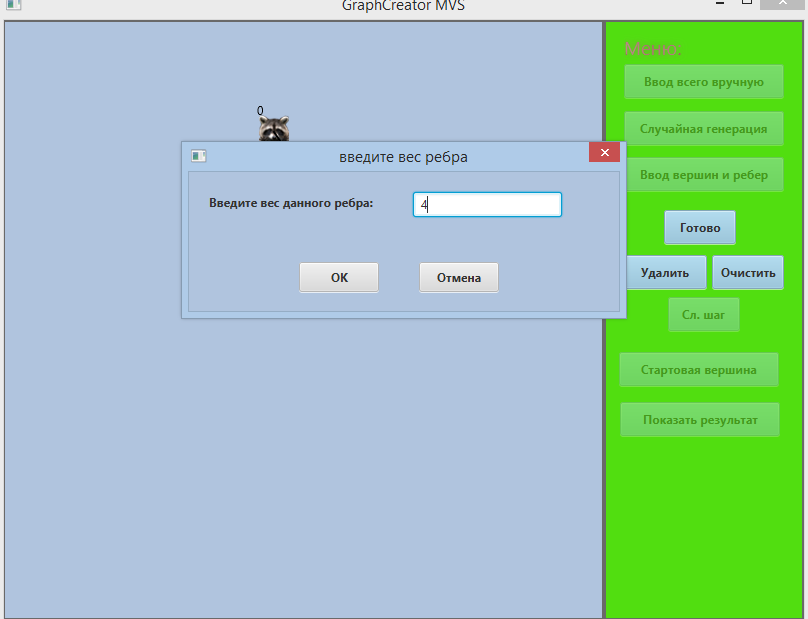 GraphCreator MVS
Меню:
Ввод всего вручную
0
Случайная генерация
введите вес ребра
Ввод вершин и ребер
Введите вес данного ребра:
4
Готово
ОК
Отмена
Удалить
Очистить
Сл. шаг
Стартовая вершина
Показать результат